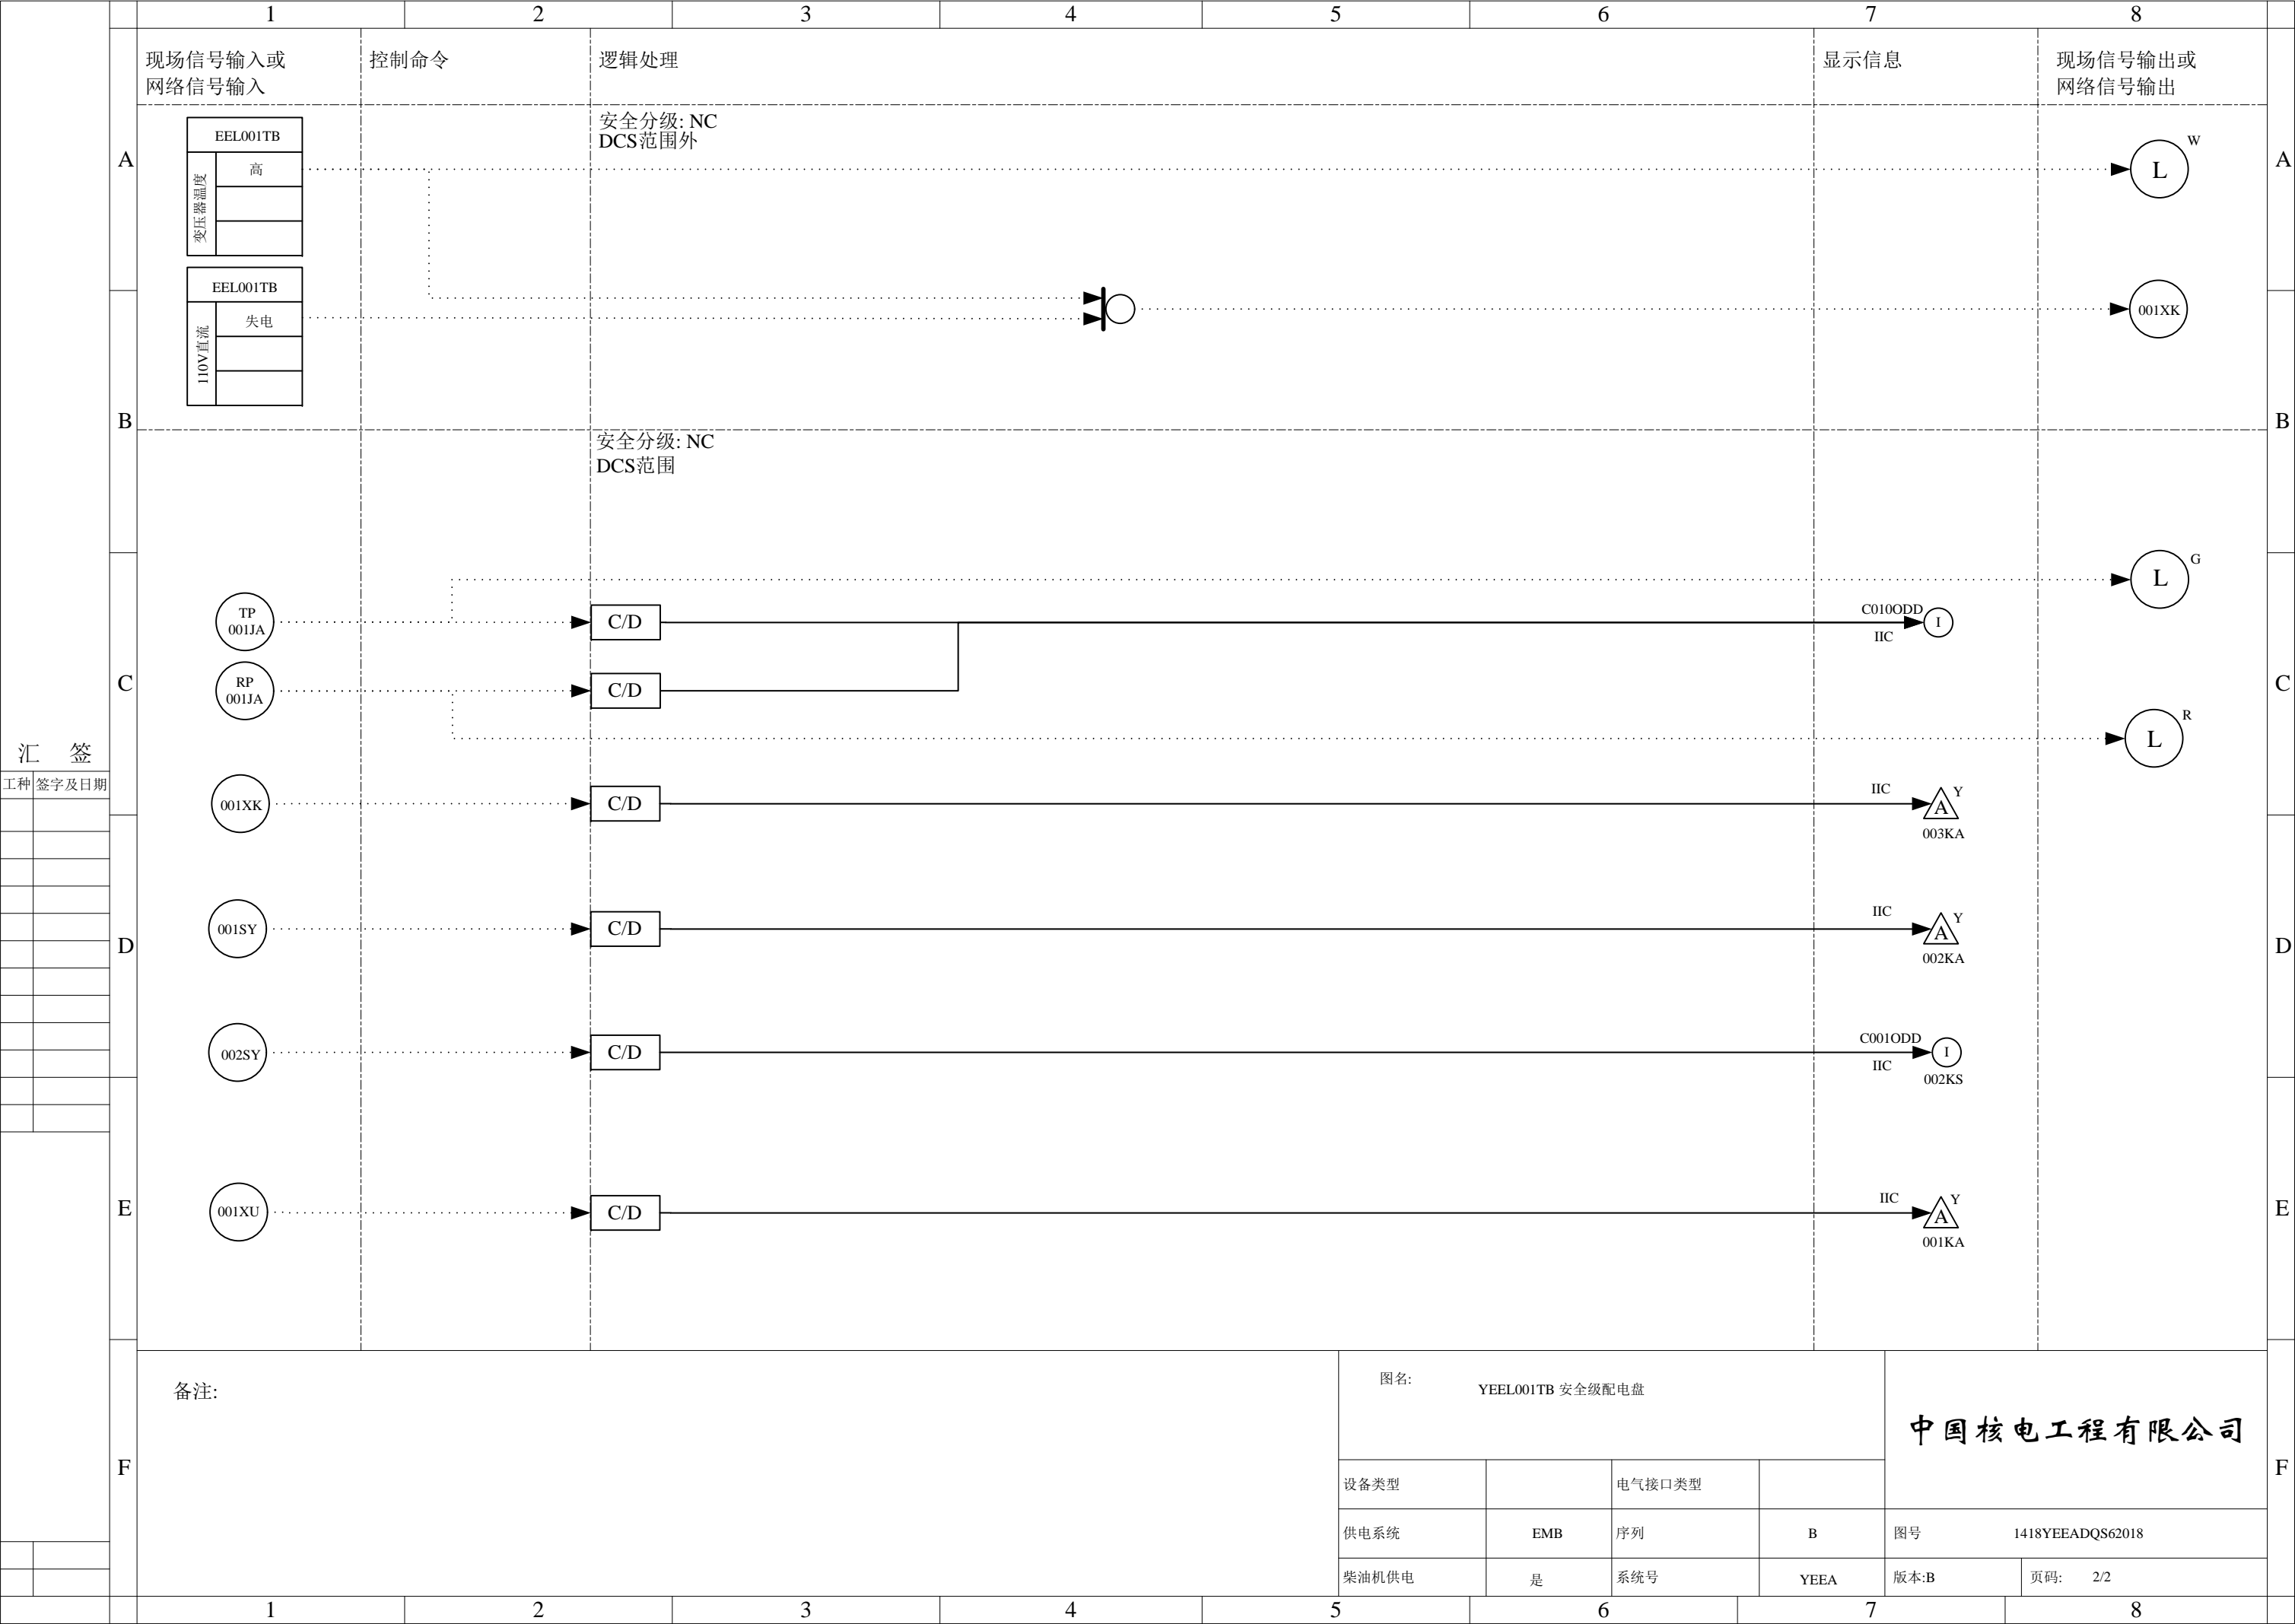 1 2 3 4 5 6 7 8
现场信号输入或
网络信号输入
控制命令
逻辑处理
显示信息
现场信号输出或
网络信号输出
安全分级: NC
DCS范围外
A
A
EEL001TB
变压器温度
高
L
W
EEL001TB
110V直流
失电
001XK
B
B
安全分级: NC
DCS范围
L
G
TP
001JA
C/D
C010ODD
IIC
I
C
C
RP
001JA
C/D
L
R
汇 签
工种 签字及日期
001XK
C/D
IIC
A
Y
003KA
D
D
001SY
C/D
IIC
A
Y
002KA
002SY
C/D
C001ODD
IIC
I
002KS
E
E
001XU
C/D
IIC
A
Y
001KA
F
F
备注:
图名:
YEEL001TB 安全级配电盘
中国核电工程有限公司
设备类型
电气接口类型
供电系统 EMB 序列 B 图号 1418YEEADQS62018
柴油机供电 是 系统号 YEEA 版本:B 页码: 2/2
1 2 3 4 5 6 7 8